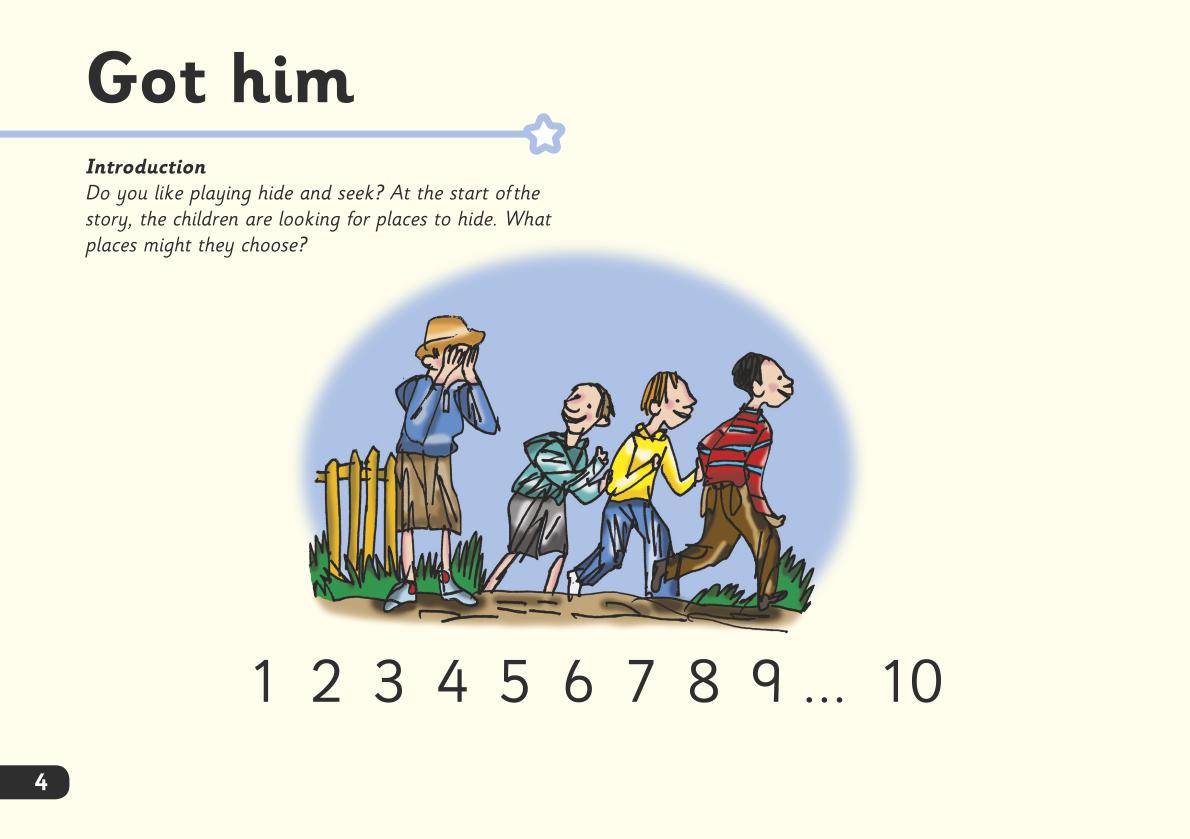 Got him
Introduction
Do you like playing hide and seek? At the start ofthe
story, the children are looking for places to hide. What
places might they choose?
1 2 3 4 5 6 7 8 9 ... 10
4